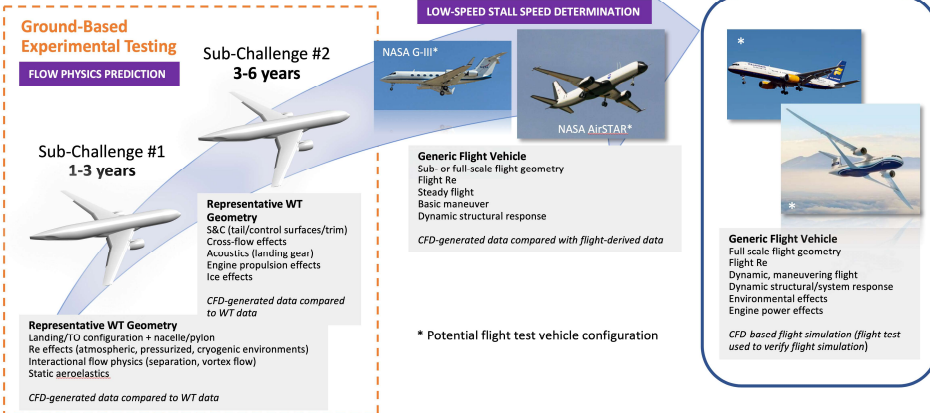 LOW-SPEED STALL SPEED DETERMINATION
Ground-Based
Experimental Testing
FLOW PHYSICS PREDICTION
Sub-Challenge #2
3-6 years
NASA G-III*
NASA AirSTAR*
*
*
Sub-Challenge #1
1-3 years
Representative WT
Geometry
S&C (tail/control surfaces/trim)
Cross-flow effects
Acoustics (landing gear)
Engine propulsion effects
Ice effects
CFD-generated data compared
to WT data
Representative WT Geometry
Landing/TO configuration + nacelle/pylon
Re effects (atmospheric, pressurized, cryogenic environments)
Interactional flow physics (separation, vortex flow)
Static aeroelastics
CFD-generated data compared to WT data
Generic Flight Vehicle
Sub- or full-scale flight geometry
Flight Re
Steady flight
Basic maneuver
Dynamic structural response
CFD-generated data compared with flight-derived data
* Potential flight test vehicle configuration
Generic Flight Vehicle
Full scale flight geometry
Flight Re
Dynamic, maneuvering flight
Dynamic structural/system response
Environmental effects
Engine power effects
CFD-based flight simulation (flight test
used to verify flight simulation)